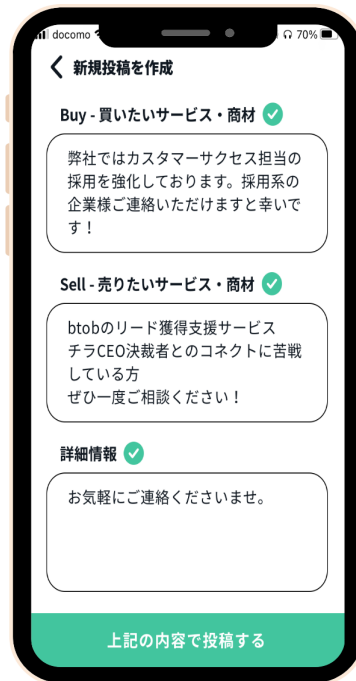 docomo
70%
新規投稿を作成
Buy - 買いたいサービス・商材
弊社ではカスタマーサクセス担当の
採用を強化しております。採用系の
企業様ご連絡いただけますと幸いで
す！
Sell - 売りたいサービス・商材
btobのリード獲得支援サービス
チラCEO決裁者とのコネクトに苦戦
している方
ぜひ一度ご相談ください！
詳細情報
お気軽にご連絡くださいませ。
上記の内容で投稿する